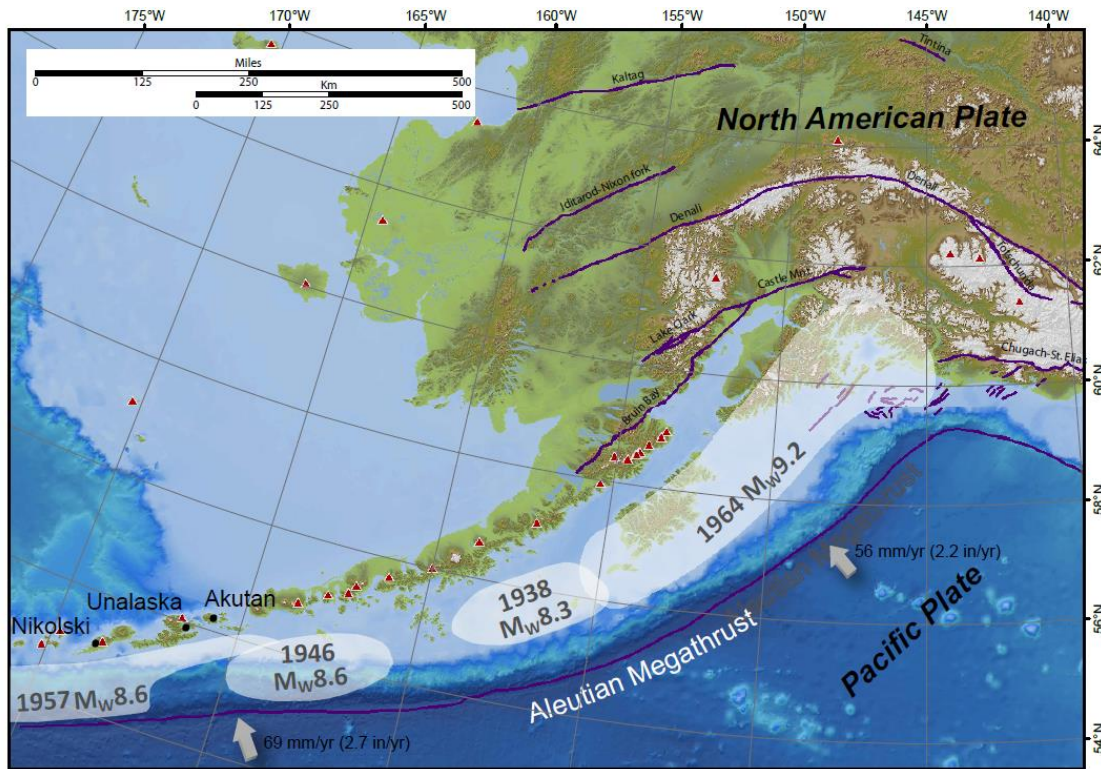 175°W
170°W
165°W
160°W
155°W
150°W
145°W
140°W
Miles
0 125 250 500
Km
0 125 250 500
Tintina
Kaltag
North American Plate
64°N
Iditarod-Nixon fork
Denali
Denali
Totschunda
62°N
Castle Mnt.
Lake Clark
Chugach-St. Elias
60°N
Bruin Bay
1964 MW9.2
58°N
56 mm/yr (2.2 in/yr)
Pacific Plate
1938
MW8.3
Aleutian Megathrust
56°N
Unalaska
Akutan
Nikolski
1946
MW8.6
1957 MW8.6
69 mm/yr (2.7 in/yr)
54°N